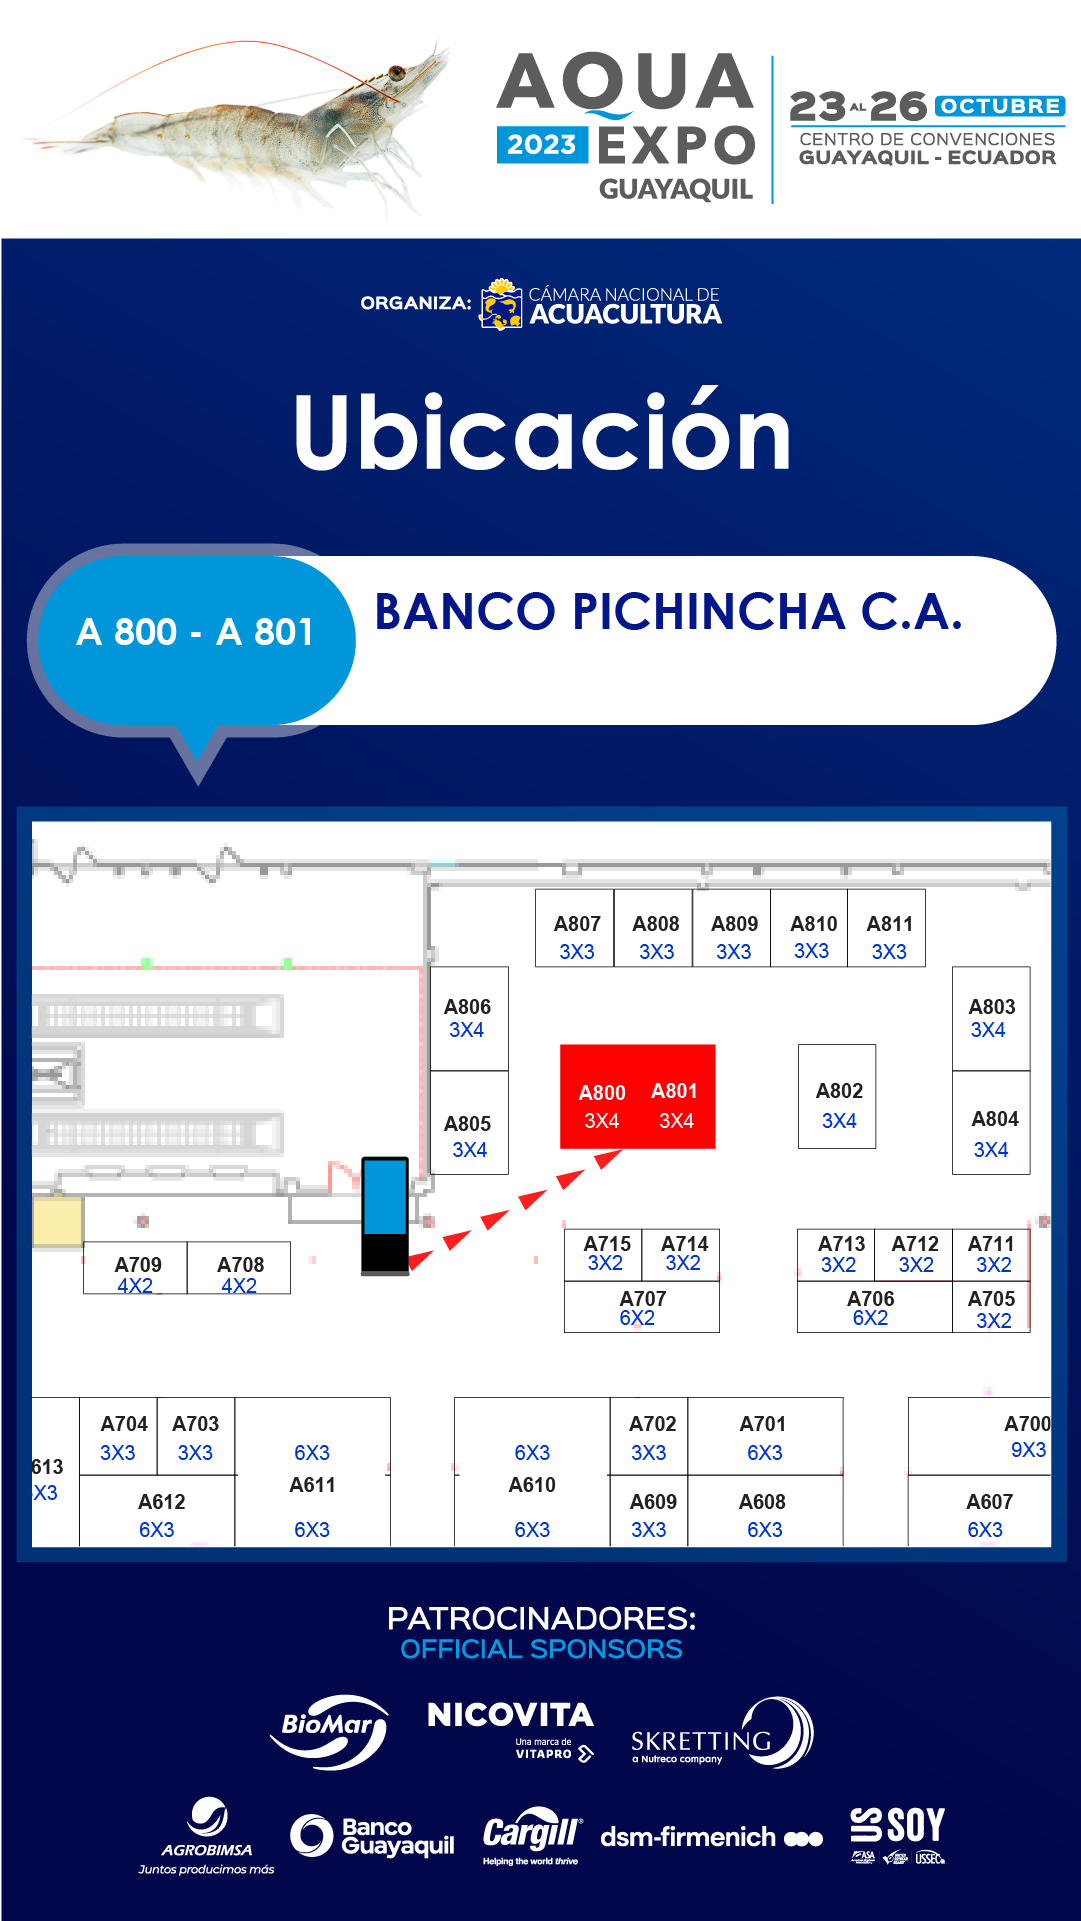 AQUA
2023 EXPO
GUAYAQUIL
23 AL 26 OCTUBRE
CENTRO DE CONVENCIONES
GUAYAQUIL - ECUADOR
ORGANIZA:
CÁMARA NACIONAL DE
ACUACULTURA
Ubicación
A 800 - A 801
BANCO PICHINCHA C.A.
A807 A808 A809 A810 A811
3X3 3X3 3X3 3X3 3X3
A806 A803
3X4 3X4
A800 A801 A802
3X4 3X4 3X4
A805 A804
3X4 3X4
A715 A714 A713 A712 A711
3X2 3X2 3X2 3X2 3X2
A709 A708
4X2 4X2
A707 A706 A705
6X2 6X2 3X2
A704 A703 A702 A701 A700
3X3 3X3 6X3 6X3 3X3 6X3 9X3
613 A611 A610
X3
A612 A609 A608 A607
6X3 6X3 6X3 3X3 6X3 6X3
PATROCINADORES:
OFFICIAL SPONSORS
BioMar
NICOVITA
Una marca de
VITAPRO
SKRETTING
a Nutreco company
AGROBIMSA
Juntos producimos más
Banco
Guayaquil
Cargill®
Helping the world thrive
dsm-firmenich
US SOY
ASA
USSEC